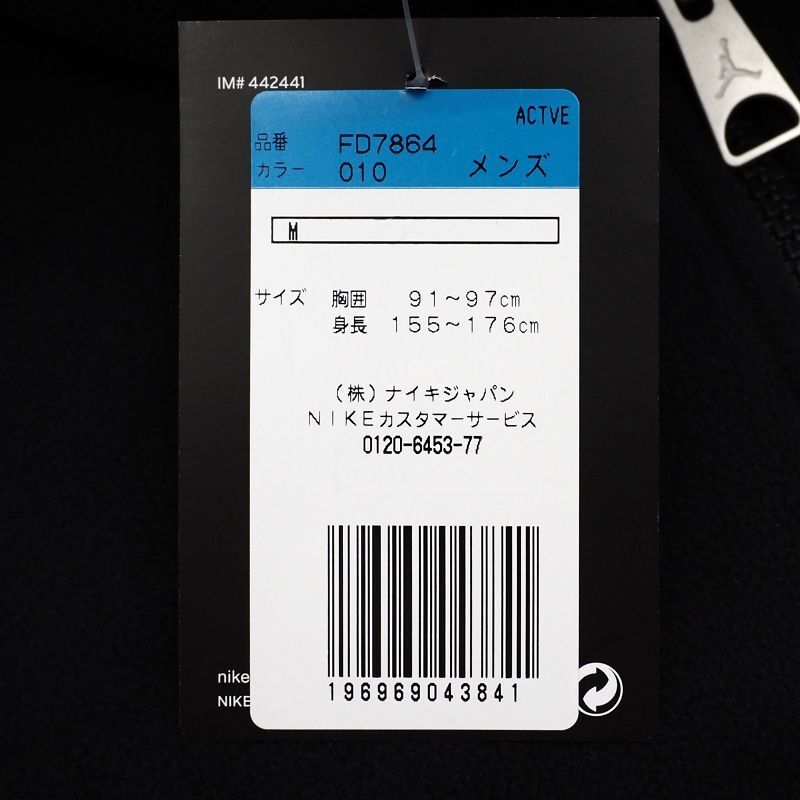 IM# 442441
ACTVE
品番 FD7864
カラー 010 メンズ
M
サイズ 胸囲 91～97cm
身長 155～176cm
(株)ナイキジャパン
NIKEカスタマーサービス
0120-6453-77
196969043841
nike
NIKE